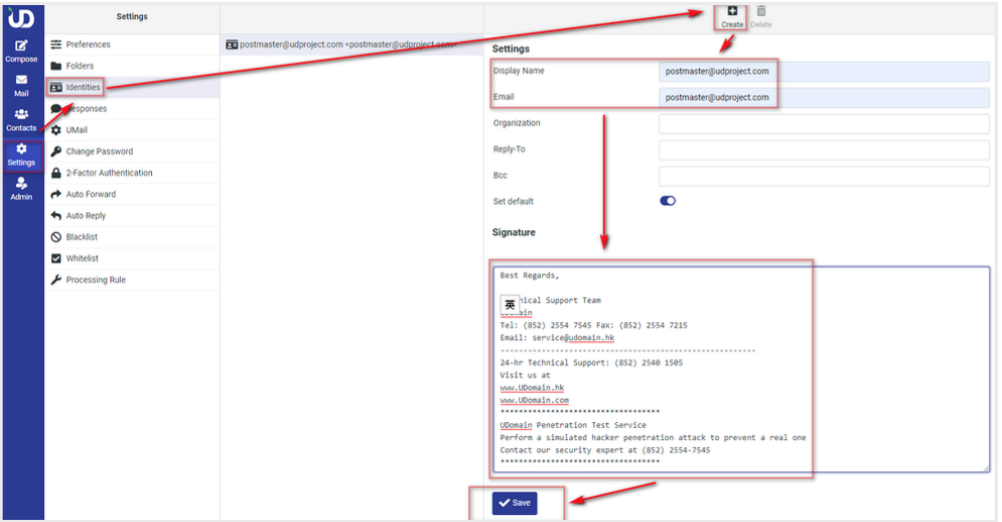 UD
Compose
Mail
Contacts
Settings
Admin
Settings
Preferences
Folders
Identities
Responses
UMail
Change Password
2-Factor Authentication
Auto Forward
Auto Reply
Blacklist
Whitelist
Processing Rule
postmaster@udproject.com <postmaster@udproject.com>
Create
Delete
Settings
Display Name postmaster@udproject.com
Email postmaster@udproject.com
Organization
Reply-To
Bcc
Set default
Signature
Best Regards,
英
Support Team
Tel: (852) 2554 7545 Fax: (852) 2554 7215
Email: service@udomain.hk
--------------------------------------------------------
24-hr Technical Support: (852) 2540 1505
Visit us at
www.UDomain.hk
www.UDomain.com
***********************************
UDomain Penetration Test Service
Perform a simulated hacker penetration attack to prevent a real one
Contact our security expert at (852) 2554-7545
***********************************
Save